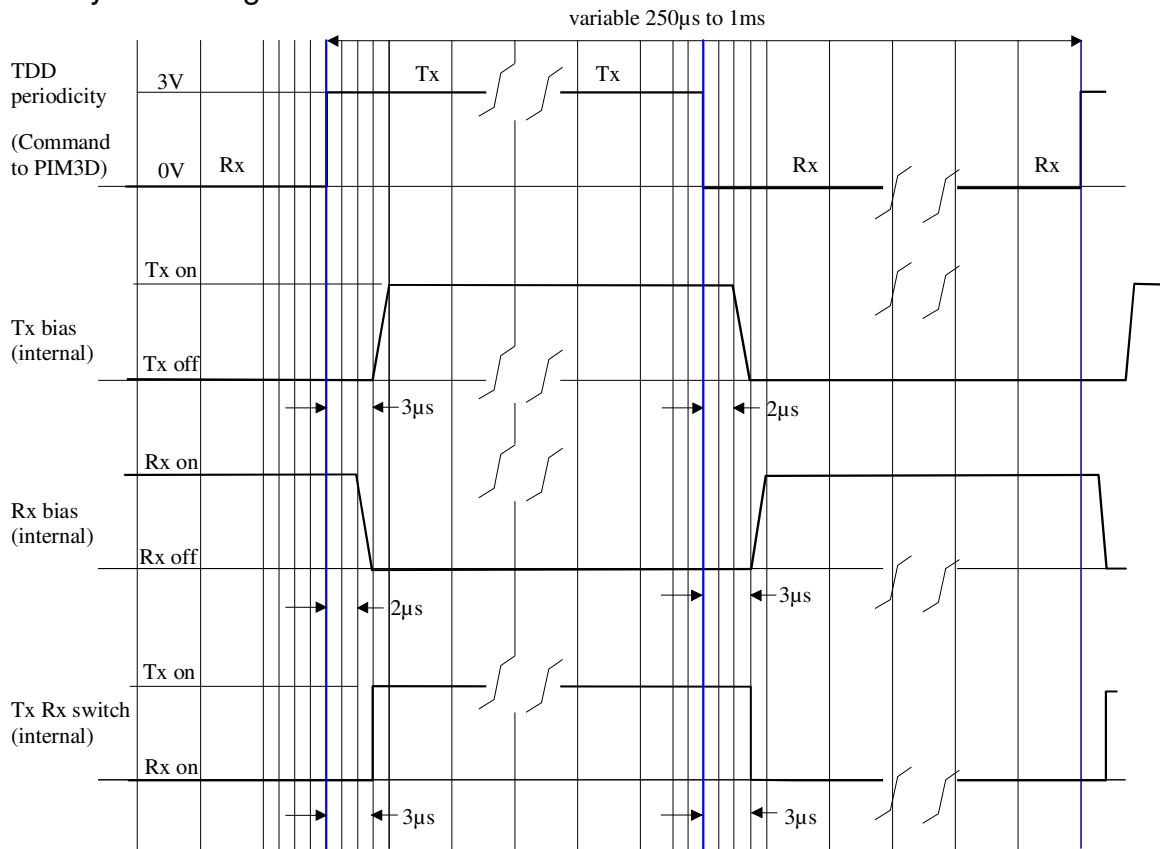 variable 250µs to 1ms
TDD
periodicity
(Command
to PIM3D)
3V
0V
Rx
Tx
Tx
Rx
Rx
Tx on
Tx bias
(internal)
Tx off
3µs
2µs
Rx on
Rx bias
(internal)
Rx off
2µs
3µs
Tx on
Tx Rx switch
(internal)
Rx on
3µs
3µs